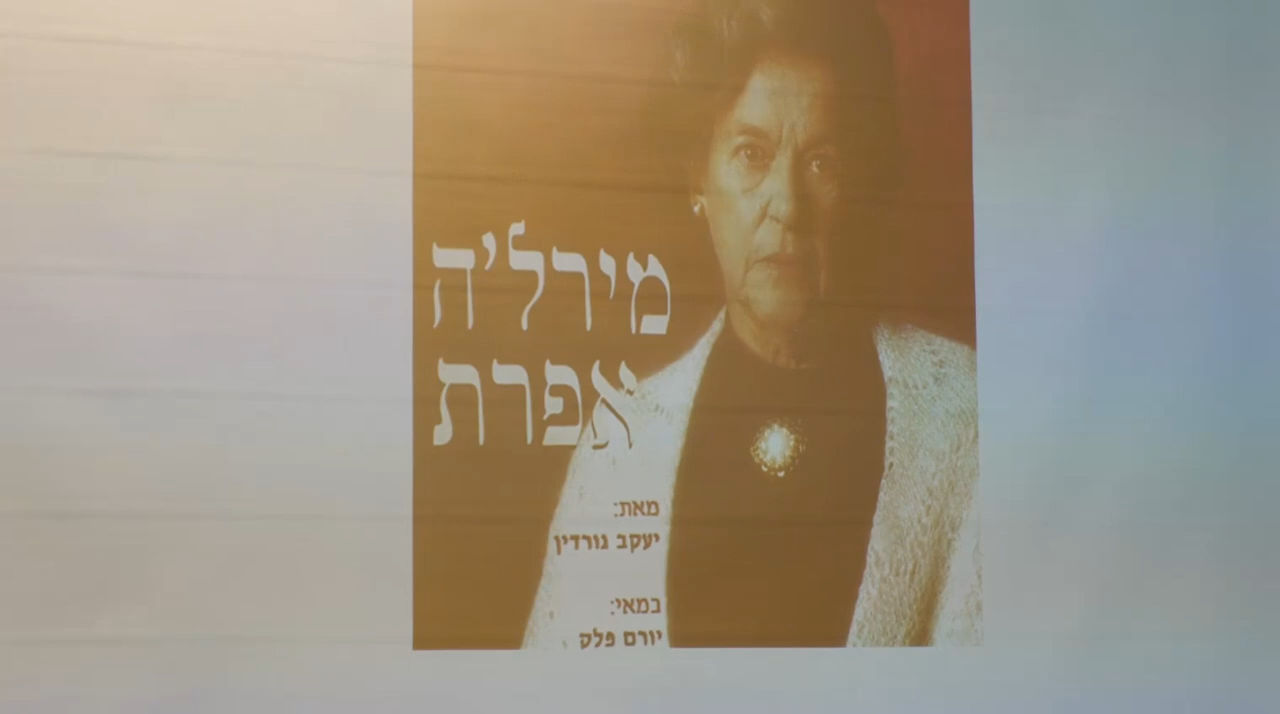 מירל'ה
אפרת
מאת:
יעקב גורדין
במאי:
יורם פלק